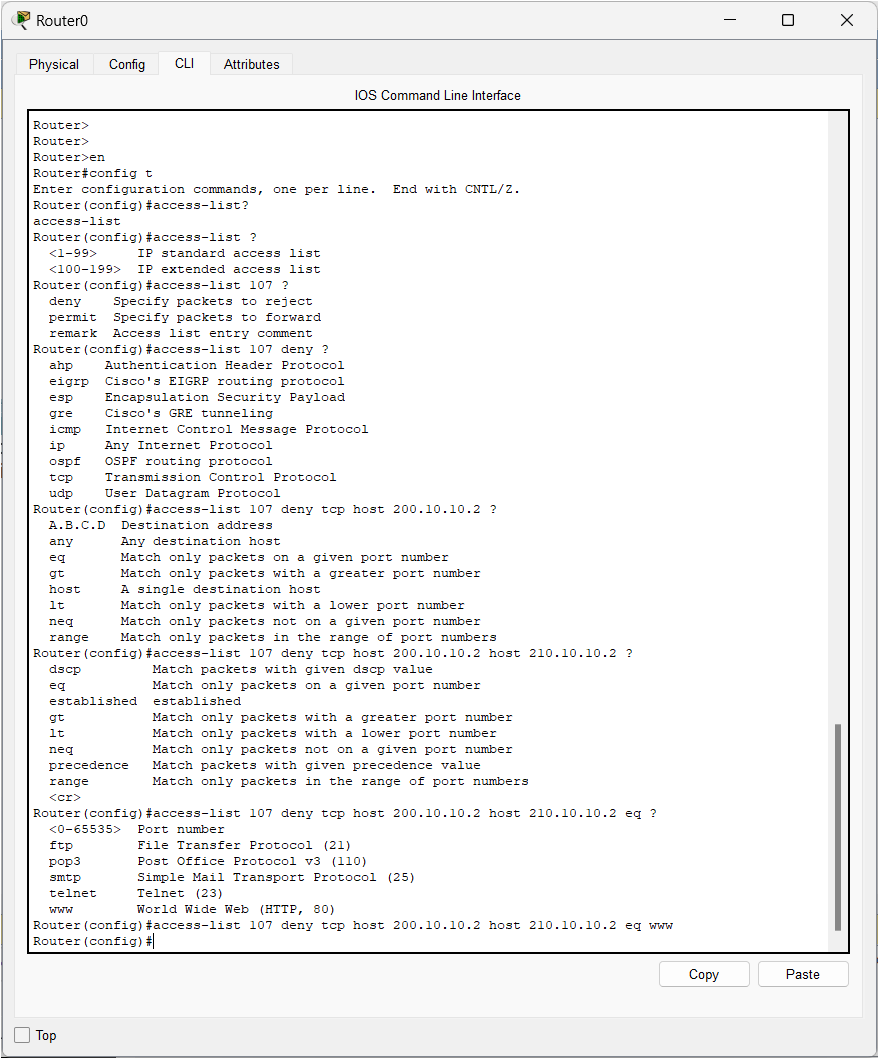 Router0
Physical Config CLI Attributes
IOS Command Line Interface
Router>
Router>
Router>en
Router#config t
Enter configuration commands, one per line.  End with CNTL/Z.
Router(config)#access-list?
access-list
Router(config)#access-list ?
  <1-99>     IP standard access list
  <100-199>  IP extended access list
Router(config)#access-list 107 ?
  deny    Specify packets to reject
  permit  Specify packets to forward
  remark  Access list entry comment
Router(config)#access-list 107 deny ?
  ahp    Authentication Header Protocol
  eigrp  Cisco's EIGRP routing protocol
  esp    Encapsulation Security Payload
  gre    Cisco's GRE tunneling
  icmp   Internet Control Message Protocol
  ip     Any Internet Protocol
  ospf   OSPF routing protocol
  tcp    Transmission Control Protocol
  udp    User Datagram Protocol
Router(config)#access-list 107 deny tcp host 200.10.10.2 ?
  A.B.C.D  Destination address
  any      Any destination host
  eq       Match only packets on a given port number
  gt       Match only packets with a greater port number
  host     A single destination host
  lt       Match only packets with a lower port number
  neq      Match only packets not on a given port number
  range    Match only packets in the range of port numbers
Router(config)#access-list 107 deny tcp host 200.10.10.2 host 210.10.10.2 ?
  dscp         Match packets with given dscp value
  eq           Match only packets on a given port number
  established  established
  gt           Match only packets with a greater port number
  lt           Match only packets with a lower port number
  neq          Match only packets not on a given port number
  precedence   Match packets with given precedence value
  range        Match only packets in the range of port numbers
  <cr>
Router(config)#access-list 107 deny tcp host 200.10.10.2 host 210.10.10.2 eq ?
  <0-65535>  Port number
  ftp        File Transfer Protocol (21)
  pop3       Post Office Protocol v3 (110)
  smtp       Simple Mail Transport Protocol (25)
  telnet     Telnet (23)
  www        World Wide Web (HTTP, 80)
Router(config)#access-list 107 deny tcp host 200.10.10.2 host 210.10.10.2 eq www
Router(config)#
Copy Paste
Top